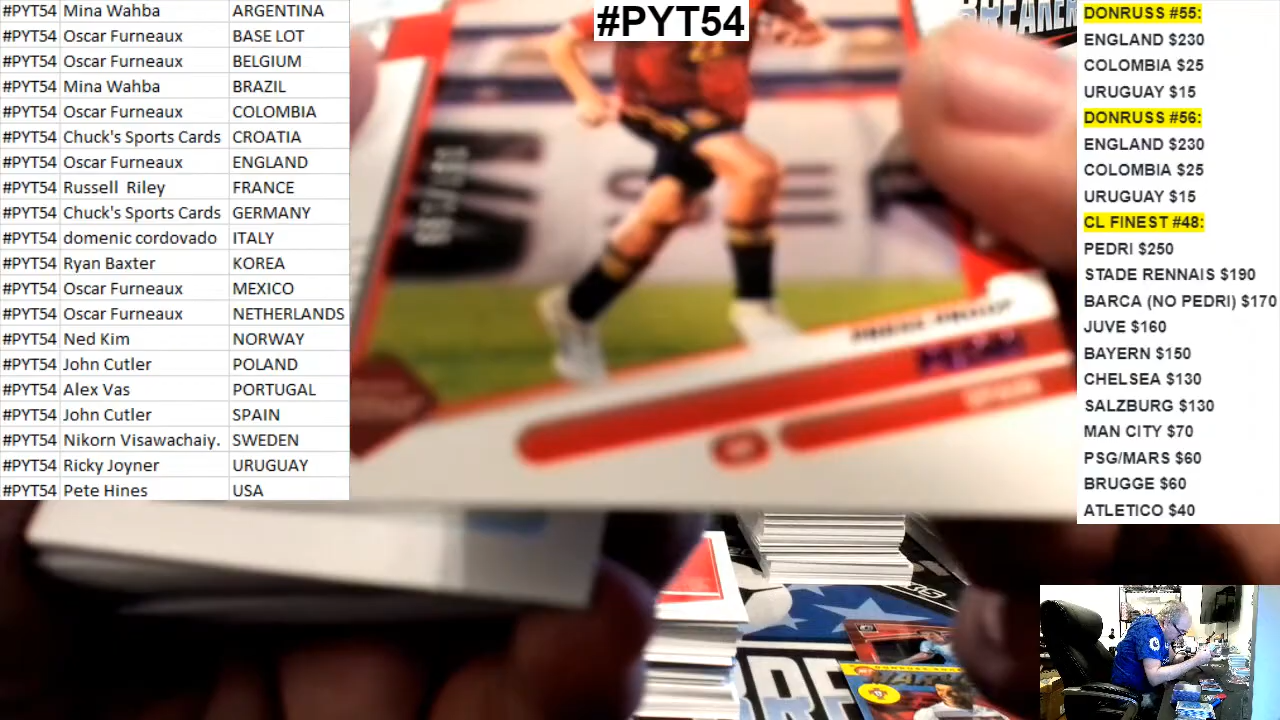 #PYT54 Mina Wahba ARGENTINA
#PYT54 Oscar Furneaux BASE LOT
#PYT54 Oscar Furneaux BELGIUM
#PYT54 Mina Wahba BRAZIL
#PYT54 Oscar Furneaux COLOMBIA
#PYT54 Chuck's Sports Cards CROATIA
#PYT54 Oscar Furneaux ENGLAND
#PYT54 Russell Riley FRANCE
#PYT54 Chuck's Sports Cards GERMANY
#PYT54 domenic cordovado ITALY
#PYT54 Ryan Baxter KOREA
#PYT54 Oscar Furneaux MEXICO
#PYT54 Oscar Furneaux NETHERLANDS
#PYT54 Ned Kim NORWAY
#PYT54 John Cutler POLAND
#PYT54 Alex Vas PORTUGAL
#PYT54 John Cutler SPAIN
#PYT54 Nikorn Visawachaiy. SWEDEN
#PYT54 Ricky Joyner URUGUAY
#PYT54 Pete Hines USA
#PYT54
BREAKER
PRESS PROOF
PEDRI
SPAIN
DONRUSS #55:
ENGLAND $230
COLOMBIA $25
URUGUAY $15
DONRUSS #56:
ENGLAND $230
COLOMBIA $25
URUGUAY $15
CL FINEST #48:
PEDRI $250
STADE RENNAIS $190
BARCA (NO PEDRI) $170
JUVE $160
BAYERN $150
CHELSEA $130
SALZBURG $130
MAN CITY $70
PSG/MARS $60
BRUGGE $60
ATLETICO $40